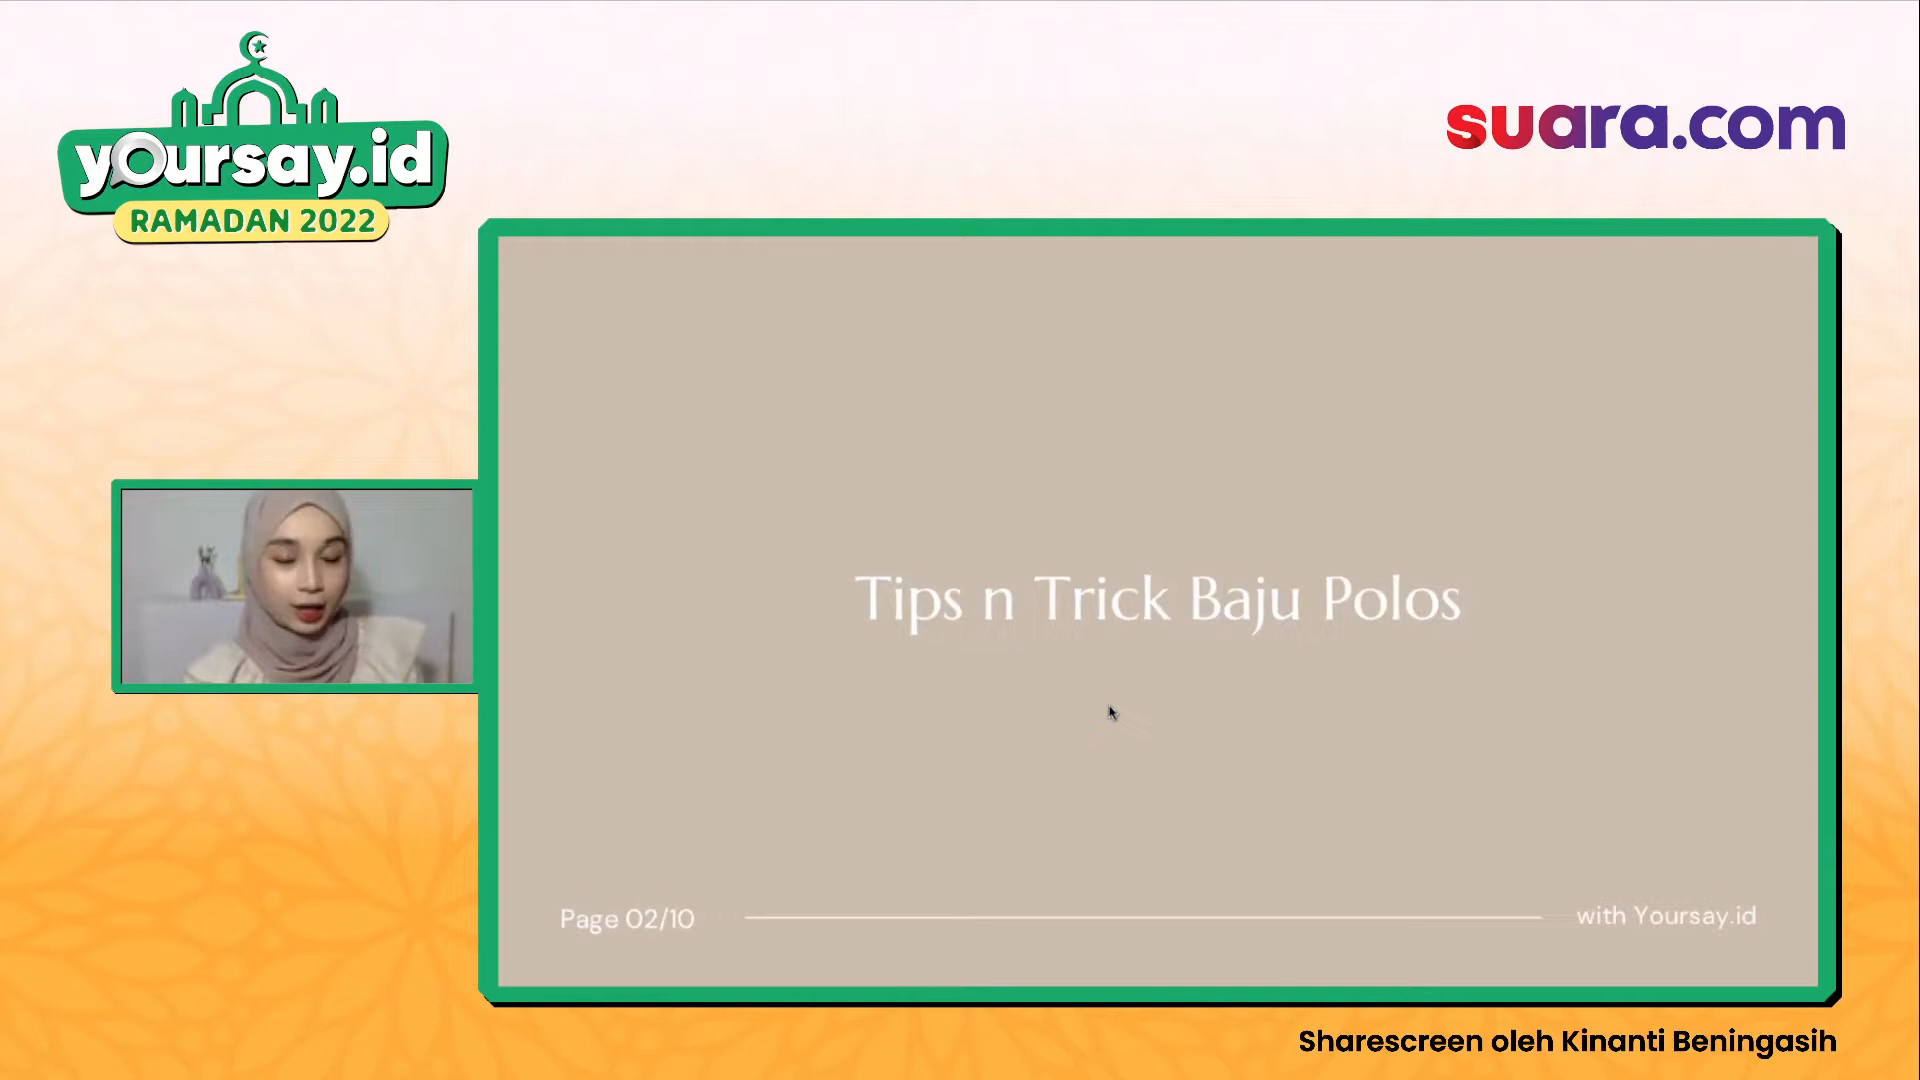 yoursay.id
RAMADAN 2022
suara.com
Tips n Trick Baju Polos
Page 02/10
with Yoursay.id
Sharescreen oleh Kinanti Beningasih